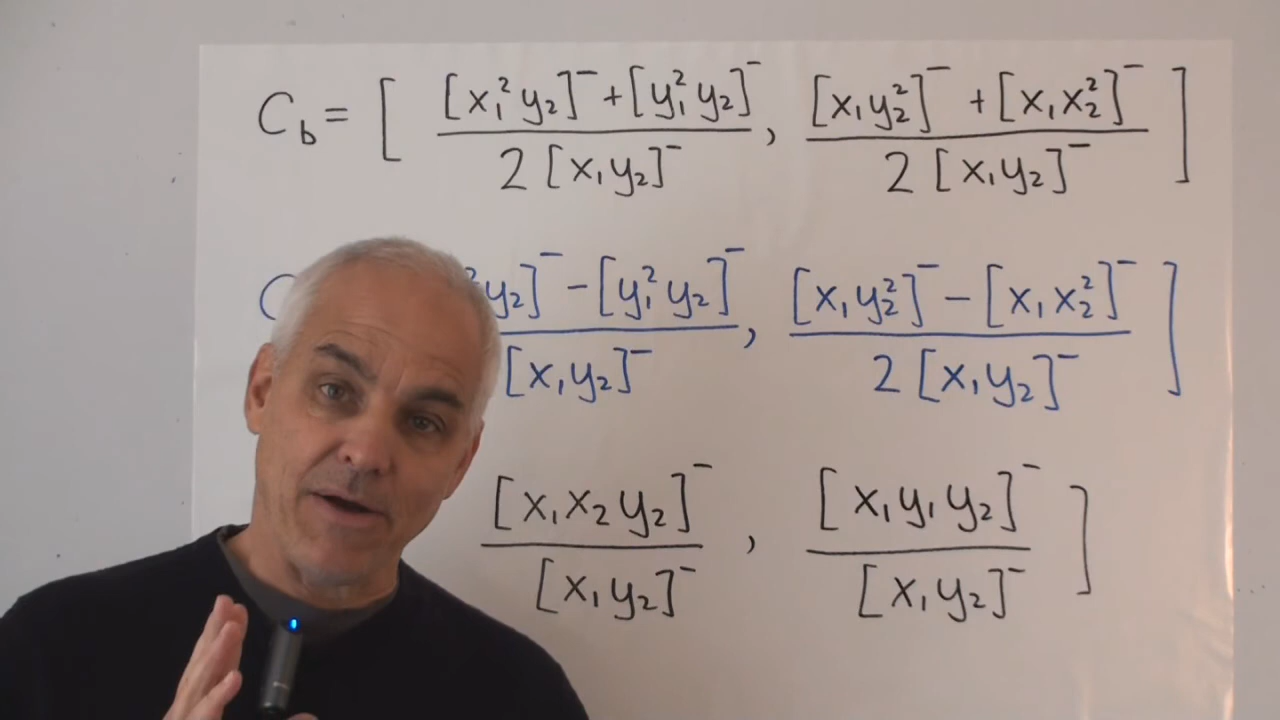 C_b = [ ([x₁²y₂]⁻ + [y₁²y₂]⁻) / (2 [x₁y₂]⁻) , ([x₁y₂²]⁻ + [x₁x₂²]⁻) / (2 [x₁y₂]⁻) ]
C y₂]⁻ − [y₁²y₂]⁻ / [x₁y₂]⁻ , ([x₁y₂²]⁻ − [x₁x₂²]⁻) / (2 [x₁y₂]⁻) ]
[x₁x₂y₂]⁻ / [x₁y₂]⁻ , [x₁y₁y₂]⁻ / [x₁y₂]⁻ ]